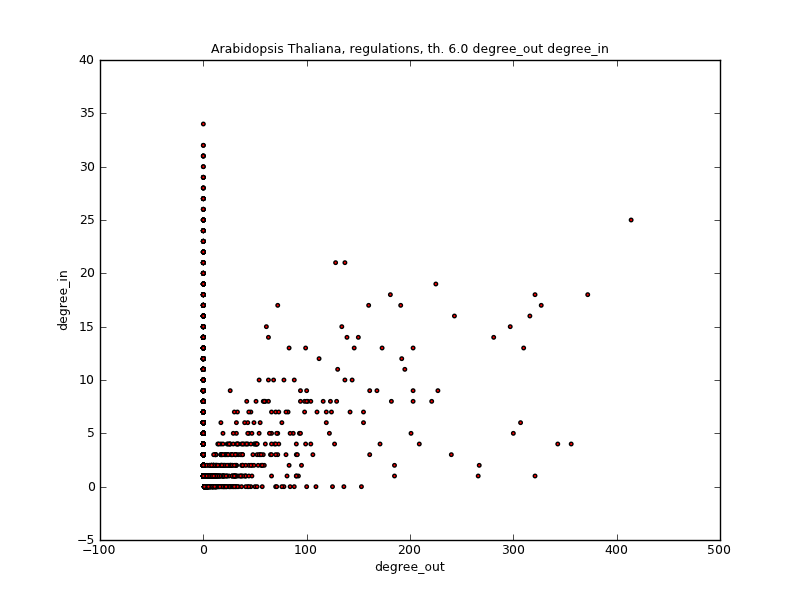 Arabidopsis Thaliana, regulations, th. 6.0 degree_out degree_in
40
35
30
25
20
15
10
5
0
−5
degree_in
−100 0 100 200 300 400 500
degree_out